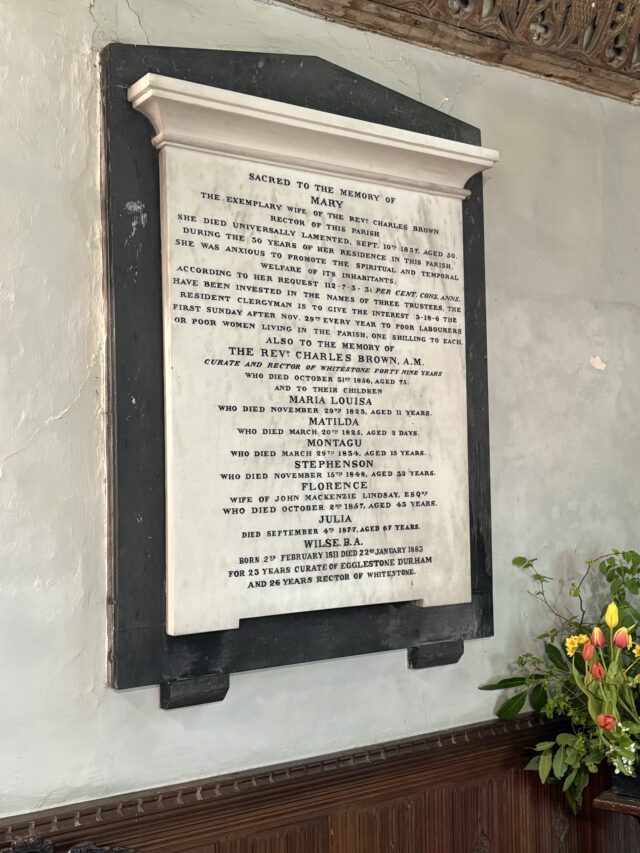 SACRED TO THE MEMORY OF
MARY
THE EXEMPLARY WIFE OF THE REVD. CHARLES BROWN
RECTOR OF THIS PARISH
SHE DIED UNIVERSALLY LAMENTED, SEPT. 10TH 1837, AGED 50.
DURING THE 30 YEARS OF HER RESIDENCE IN THIS PARISH,
SHE WAS ANXIOUS TO PROMOTE THE SPIRITUAL AND TEMPORAL
WELFARE OF ITS INHABITANTS.
ACCORDING TO HER REQUEST 112-7-3 - 3½ PER CENT. CONS. ANNS.
HAVE BEEN INVESTED IN THE NAMES OF THREE TRUSTEES, THE
RESIDENT CLERGYMAN IS TO GIVE THE INTEREST 3-18-6 THE
FIRST SUNDAY AFTER NOV. 29TH EVERY YEAR TO POOR LABOURERS
OR POOR WOMEN LIVING IN THE PARISH, ONE SHILLING TO EACH.
ALSO TO THE MEMORY OF
THE REVD. CHARLES BROWN, A.M.
CURATE AND RECTOR OF WHITESTONE FORTY NINE YEARS
WHO DIED OCTOBER 31ST 1856, AGED 75.
AND TO THEIR CHILDREN
MARIA LOUISA
WHO DIED NOVEMBER 29TH 1823, AGED 11 YEARS.
MATILDA
WHO DIED MARCH 20TH 1825, AGED 2 DAYS.
MONTAGU
WHO DIED MARCH 29TH 1834, AGED 15 YEARS.
STEPHENSON
WHO DIED NOVEMBER 15TH 1848, AGED 32 YEARS.
FLORENCE
WIFE OF JOHN MACKENZIE LINDSAY, ESQRE
WHO DIED OCTOBER 2ND 1857, AGED 43 YEARS.
JULIA
DIED SEPTEMBER 4TH 1877, AGED 67 YEARS.
WILSE. B.A.
BORN 2ND FEBRUARY 1811 DIED 22ND JANUARY 1883
FOR 23 YEARS CURATE OF EGGLESTONE DURHAM
AND 26 YEARS RECTOR OF WHITESTONE.